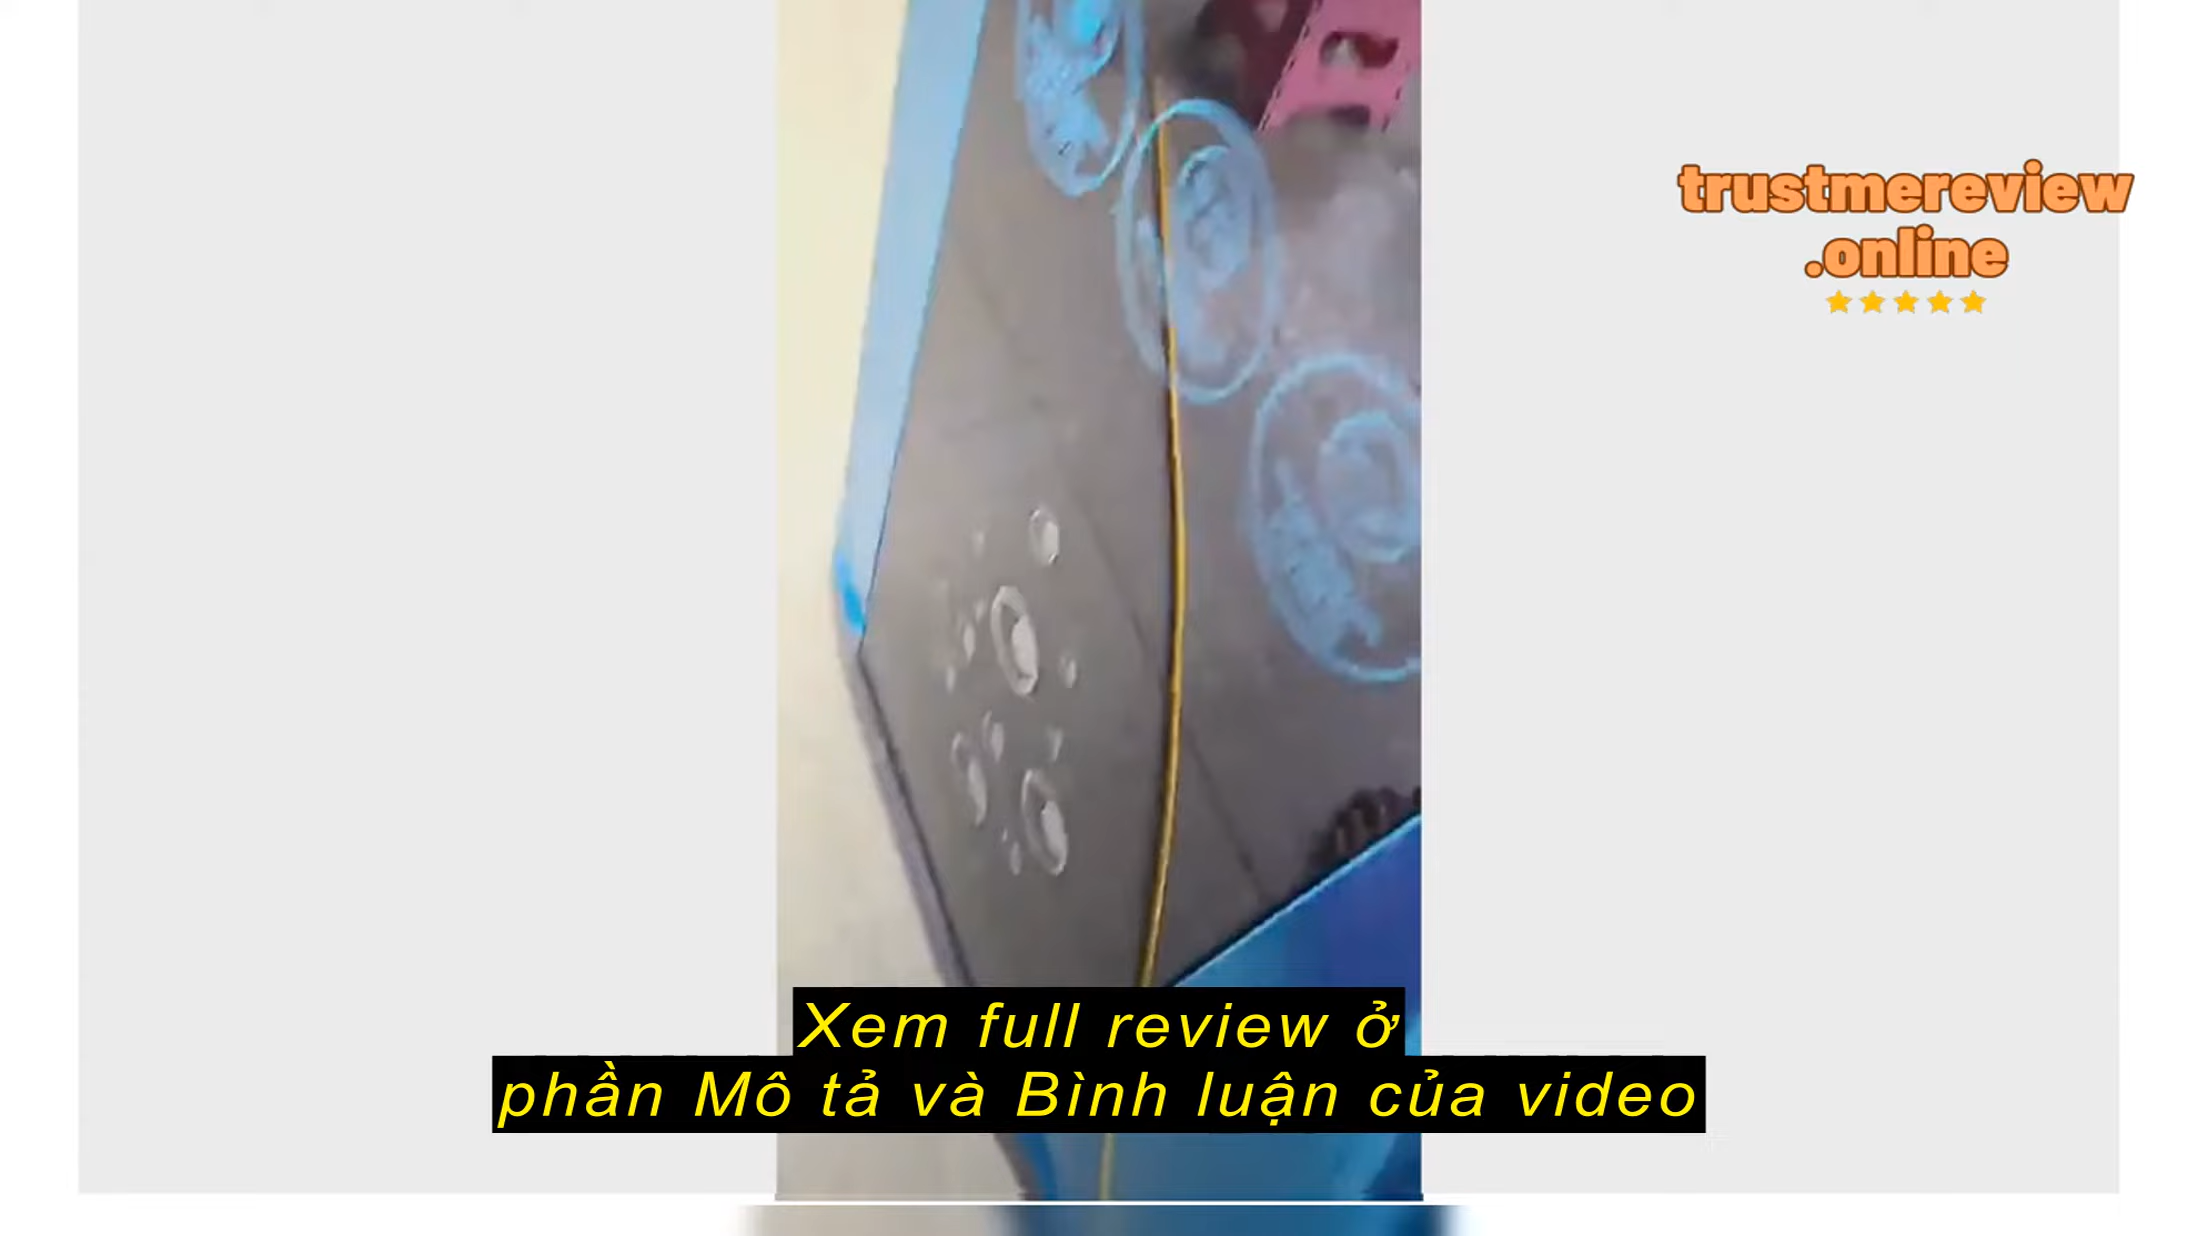 trustmereview
.online
Xem full review ở
phần Mô tả và Bình luận của video